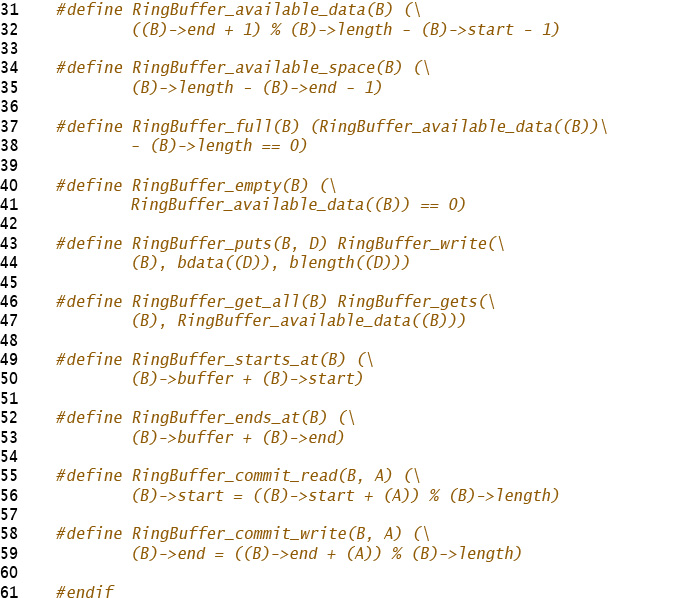 31 #define RingBuffer_available_data(B) (\
32 ((B)->end + 1) % (B)->length - (B)->start - 1)
33
34 #define RingBuffer_available_space(B) (\
35 (B)->length - (B)->end - 1)
36
37 #define RingBuffer_full(B) (RingBuffer_available_data((B))\
38 - (B)->length == 0)
39
40 #define RingBuffer_empty(B) (\
41 RingBuffer_available_data((B)) == 0)
42
43 #define RingBuffer_puts(B, D) RingBuffer_write(\
44 (B), bdata((D)), blength((D)))
45
46 #define RingBuffer_get_all(B) RingBuffer_gets(\
47 (B), RingBuffer_available_data((B)))
48
49 #define RingBuffer_starts_at(B) (\
50 (B)->buffer + (B)->start)
51
52 #define RingBuffer_ends_at(B) (\
53 (B)->buffer + (B)->end)
54
55 #define RingBuffer_commit_read(B, A) (\
56 (B)->start = ((B)->start + (A)) % (B)->length)
57
58 #define RingBuffer_commit_write(B, A) (\
59 (B)->end = ((B)->end + (A)) % (B)->length)
60
61 #endif